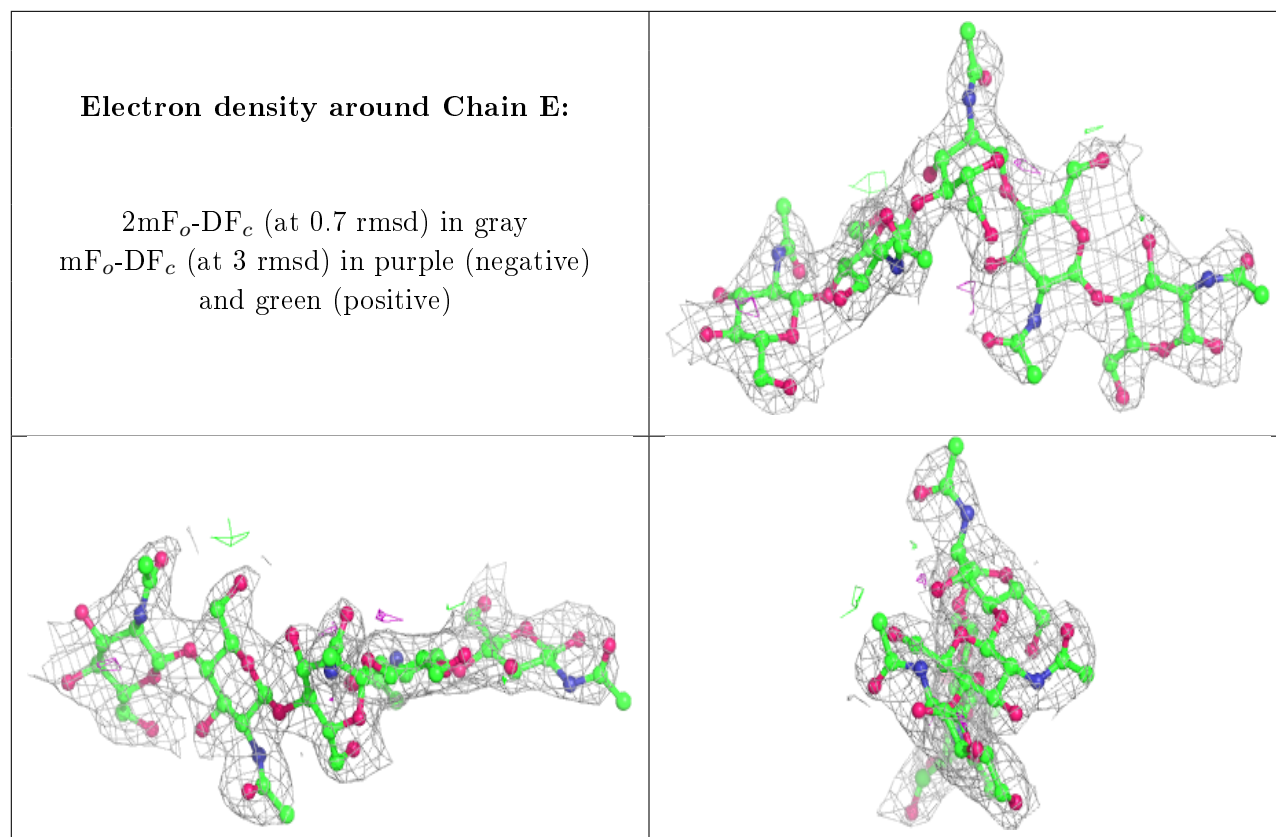 Electron density around Chain E:
2mFₒ-DF𝒸 (at 0.7 rmsd) in gray
mFₒ-DF𝒸 (at 3 rmsd) in purple (negative)
and green (positive)